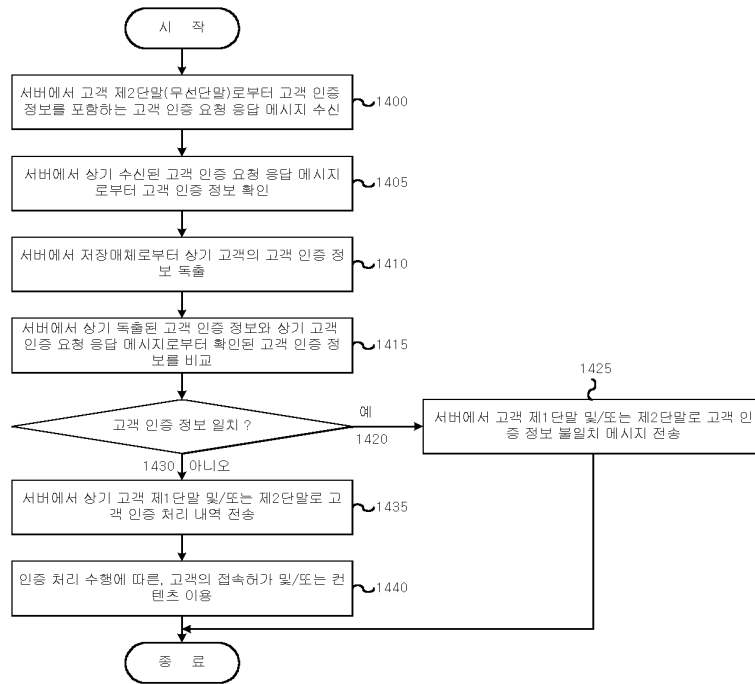 시 작
서버에서 고객 제2단말(무선단말)로부터 고객 인증
정보를 포함하는 고객 인증 요청 응답 메시지 수신
1400
서버에서 상기 수신된 고객 인증 요청 응답 메시지
로부터 고객 인증 정보 확인
1405
서버에서 저장매체로부터 상기 고객의 고객 인증 정
보 독출
1410
서버에서 상기 독출된 고객 인증 정보와 상기 고객
인증 요청 응답 메시지로부터 확인된 고객 인증 정
보를 비교
1415
고객 인증 정보 일치 ?
예
1420
1425
서버에서 고객 제1단말 및/또는 제2단말로 고객 인
증 정보 불일치 메시지 전송
1430 아니오
서버에서 상기 고객 제1단말 및/또는 제2단말로 고
객 인증 처리 내역 전송
1435
인증 처리 수행에 따른, 고객의 접속허가 및/또는 컨
텐츠 이용
1440
종 료